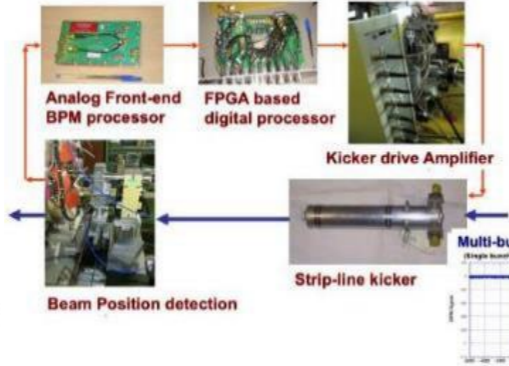 Analog Front-end
BPM processor
FPGA based
digital processor
Kicker drive Amplifier
Strip-line kicker
Beam Position detection
Multi-bu
(Single bunch